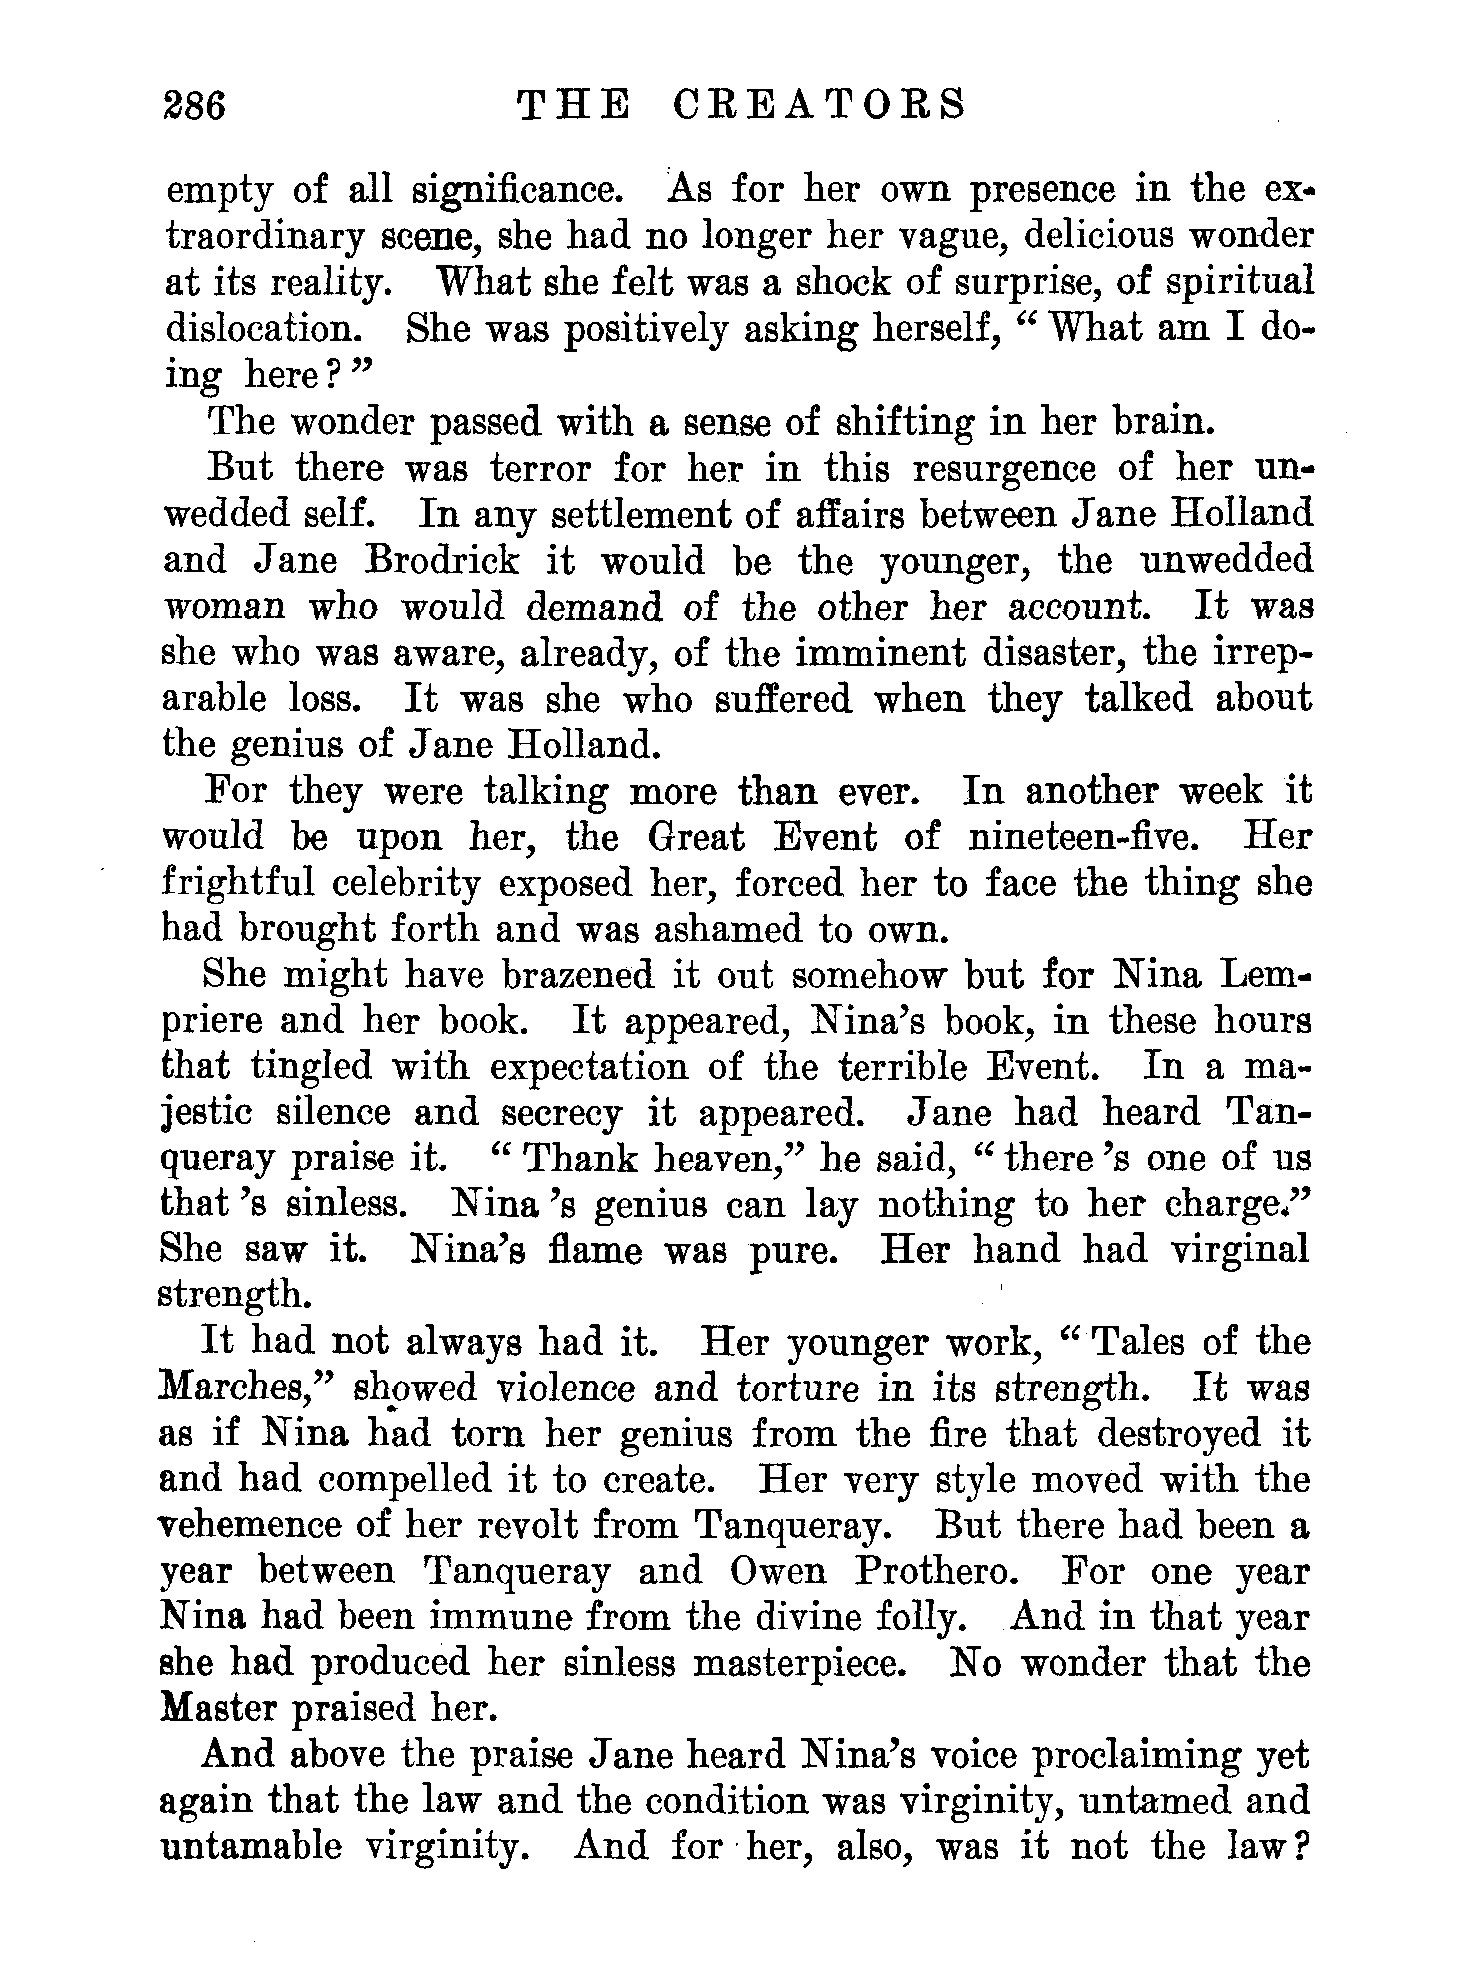 286 THE CREATORS
empty of all significance. As for her own presence in the ex-
traordinary scene, she had no longer her vague, delicious wonder
at its reality. What she felt was a shock of surprise, of spiritual
dislocation. She was positively asking herself, “ What am I do-
ing here? ”
The wonder passed with a sense of shifting in her brain.
But there was terror for her in this resurgence of her un-
wedded self. In any settlement of affairs between Jane Holland
and Jane Brodrick it would be the younger, the unwedded
woman who would demand of the other her account. It was
she who was aware, already, of the imminent disaster, the irrep-
arable loss. It was she who suffered when they talked about
the genius of Jane Holland.
For they were talking more than ever. In another week it
would be upon her, the Great Event of nineteen-five. Her
frightful celebrity exposed her, forced her to face the thing she
had brought forth and was ashamed to own.
She might have brazened it out somehow but for Nina Lem-
priere and her book. It appeared, Nina’s book, in these hours
that tingled with expectation of the terrible Event. In a ma-
jestic silence and secrecy it appeared. Jane had heard Tan-
queray praise it. “ Thank heaven,” he said, “ there ’s one of us
that ’s sinless. Nina ’s genius can lay nothing to her charge.”
She saw it. Nina’s flame was pure. Her hand had virginal
strength.
It had not always had it. Her younger work, “ Tales of the
Marches,” showed violence and torture in its strength. It was
as if Nina had torn her genius from the fire that destroyed it
and had compelled it to create. Her very style moved with the
vehemence of her revolt from Tanqueray. But there had been a
year between Tanqueray and Owen Prothero. For one year
Nina had been immune from the divine folly. And in that year
she had produced her sinless masterpiece. No wonder that the
Master praised her.
And above the praise Jane heard Nina’s voice proclaiming yet
again that the law and the condition was virginity, untamed and
untamable virginity. And for her, also, was it not the law?